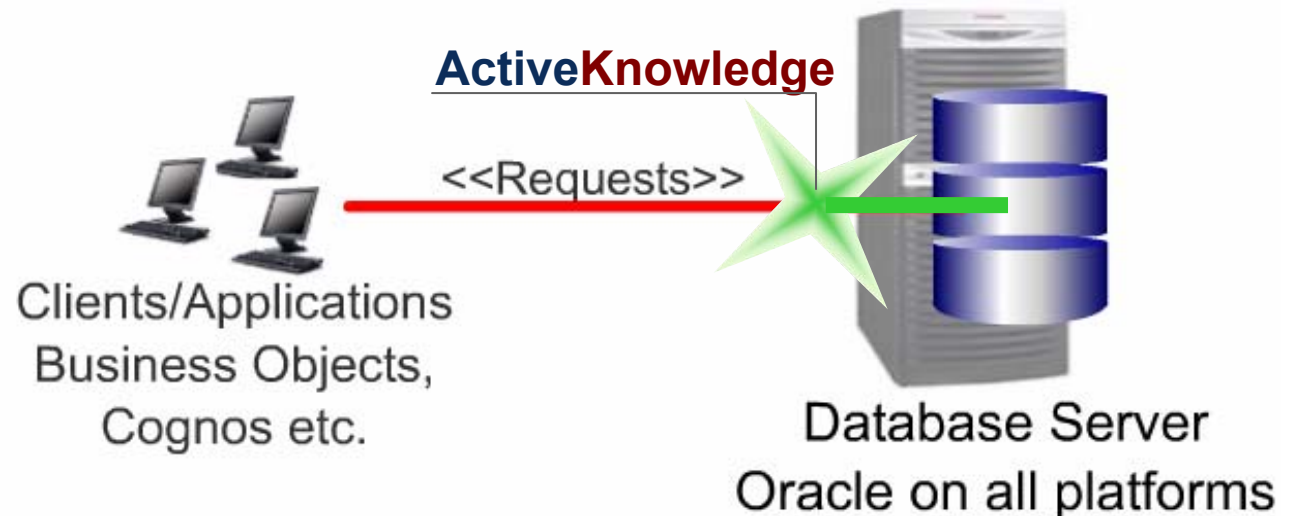 ActiveKnowledge
<<Requests>>
Clients/Applications
Business Objects,
Cognos etc.
Database Server
Oracle on all platforms